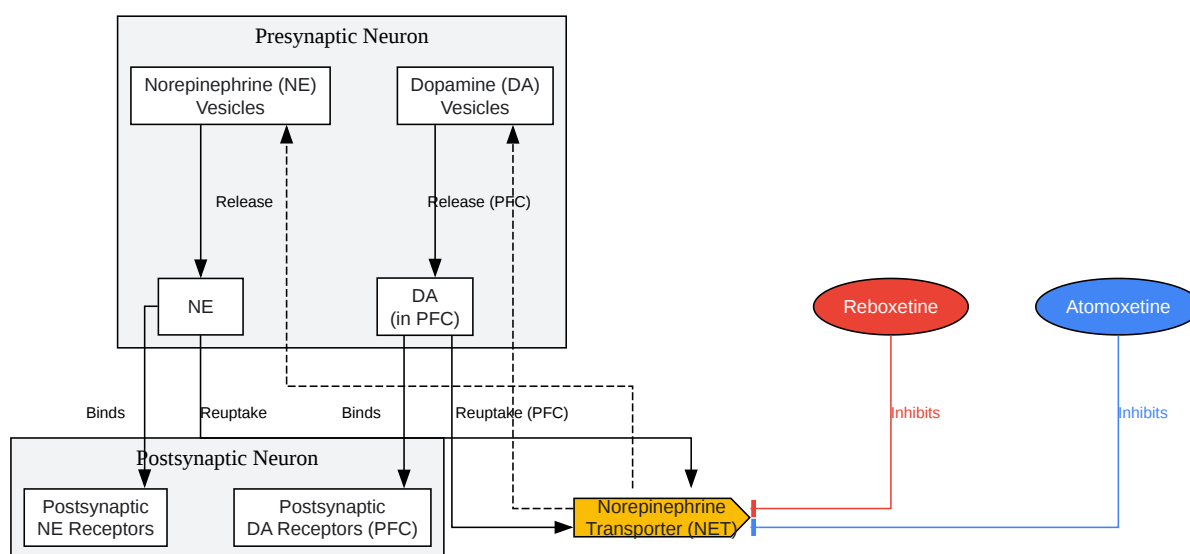 Presynaptic Neuron
Norepinephrine (NE)
Vesicles
Dopamine (DA)
Vesicles
Release
Release (PFC)
NE
DA
(in PFC)
Reboxetine
Atomoxetine
Binds
Reuptake
Binds
Reuptake (PFC)
Inhibits
Inhibits
Postsynaptic Neuron
Postsynaptic
NE Receptors
Postsynaptic
DA Receptors (PFC)
Norepinephrine
Transporter (NET)